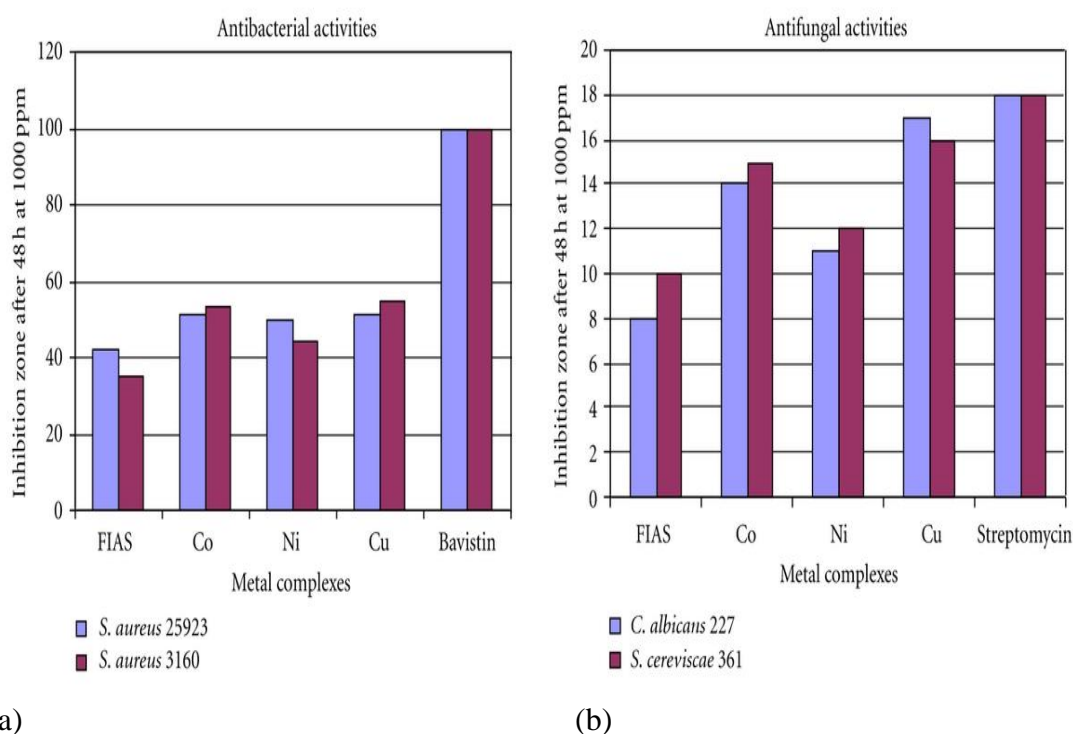 Antibacterial activities
Inhibition zone after 48 h at 1000 ppm
120
100
80
60
40
20
0
FIAS Co Ni Cu Bavistin
Metal complexes
S. aureus 25923
S. aureus 3160
a)
Antifungal activities
Inhibition zone after 48 h at 1000 ppm
20
18
16
14
12
10
8
6
4
2
0
FIAS Co Ni Cu Streptomycin
Metal complexes
C. albicans 227
S. cereviscae 361
(b)